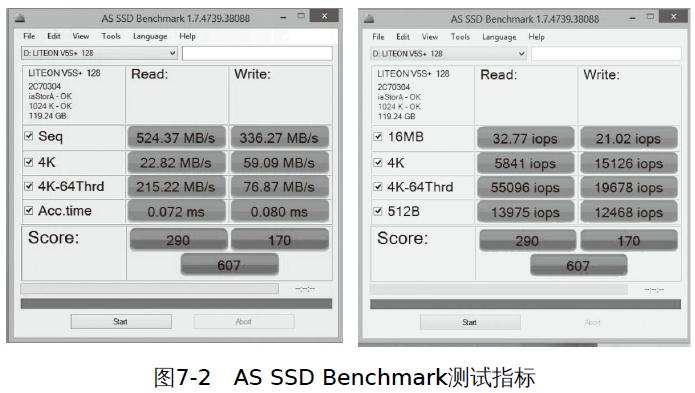 AS SSD Benchmark 1.7.4739.38088
File Edit View Tools Language Help
D: LITEON V5S+ 128
LITEON V5S+ 128
2C70304
iaStorA - OK
1024 K - OK
119.24 GB
Read: Write:
Seq 524.37 MB/s 336.27 MB/s
4K 22.82 MB/s 59.09 MB/s
4K-64Thrd 215.22 MB/s 76.87 MB/s
Acc.time 0.072 ms 0.080 ms
Score: 290 170
607
--:--:--
Start Abort
AS SSD Benchmark 1.7.4739.38088
File Edit View Tools Language Help
D: LITEON V5S+ 128
LITEON V5S+ 128
2C70304
iaStorA - OK
1024 K - OK
119.24 GB
Read: Write:
16MB 32.77 iops 21.02 iops
4K 5841 iops 15126 iops
4K-64Thrd 55096 iops 19678 iops
512B 13975 iops 12468 iops
Score: 290 170
607
--:--:--
Start Abort
图7-2 AS SSD Benchmark测试指标